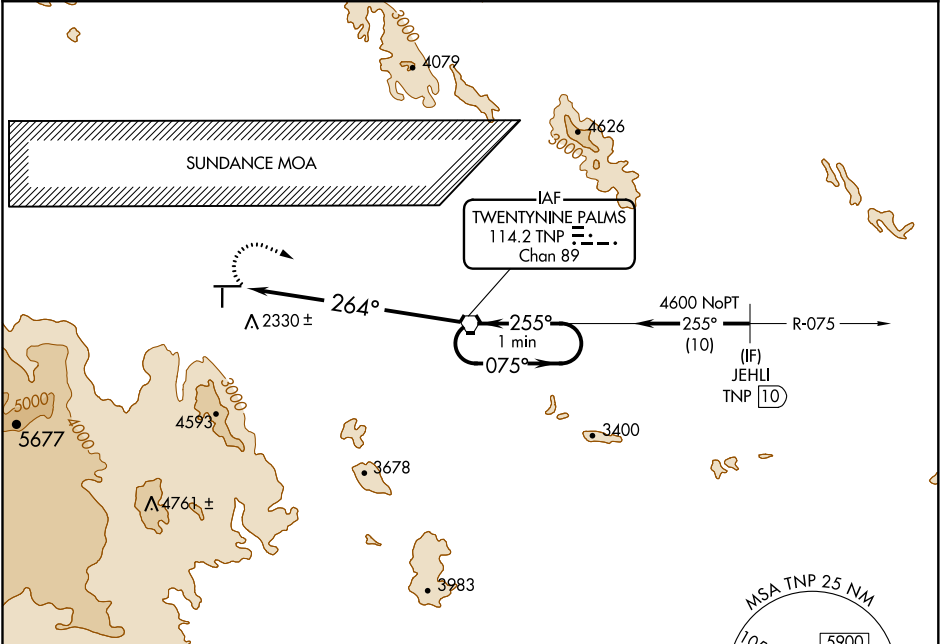 3000
4079
4626
3000
SUNDANCE MOA
IAF
TWENTYNINE PALMS
114.2 TNP
Chan 89
264°
2330 ±
255°
1 min
075°
4600 NoPT
255°
(10)
R-075
(IF)
JEHLI
TNP 10
3000
5000
4000
4593
5677
3400
3678
4761 ±
3983
MSA TNP 25 NM
5900